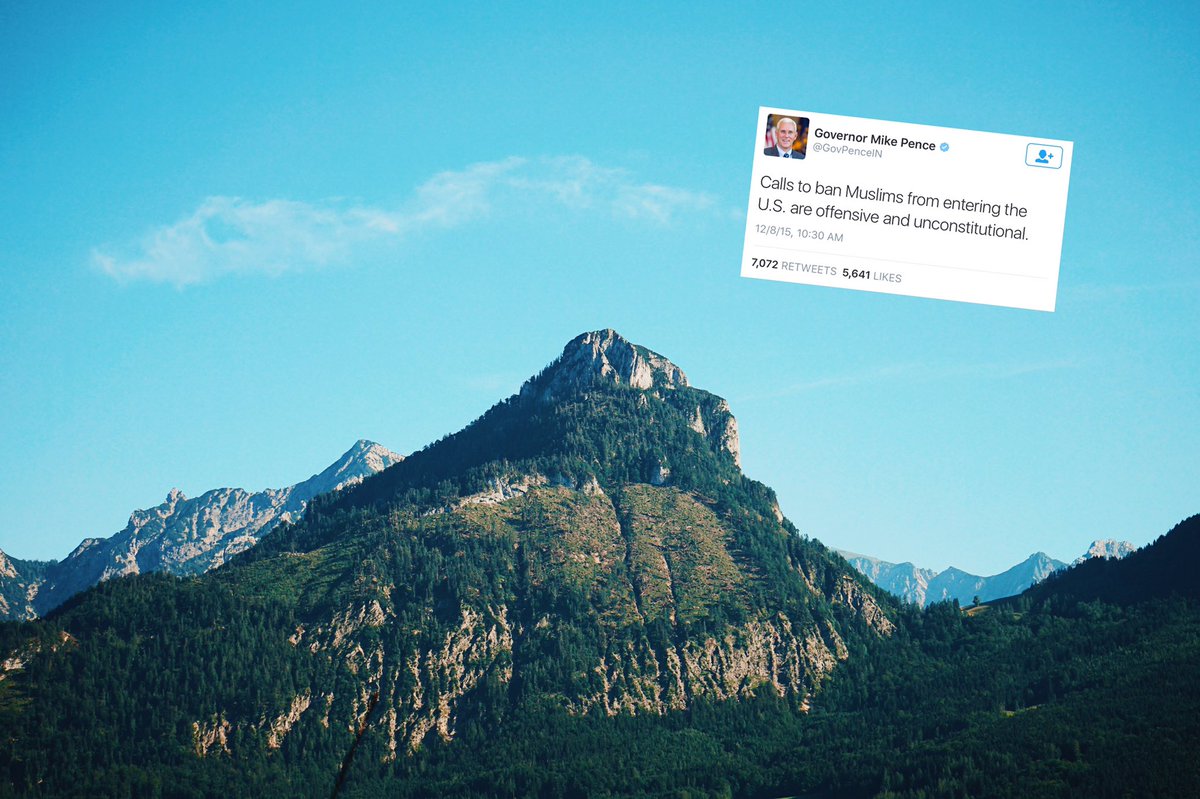 Governor Mike Pence
@GovPenceIN
Calls to ban Muslims from entering the
U.S. are offensive and unconstitutional.
12/8/15, 10:30 AM
7,072 RETWEETS 5,641 LIKES